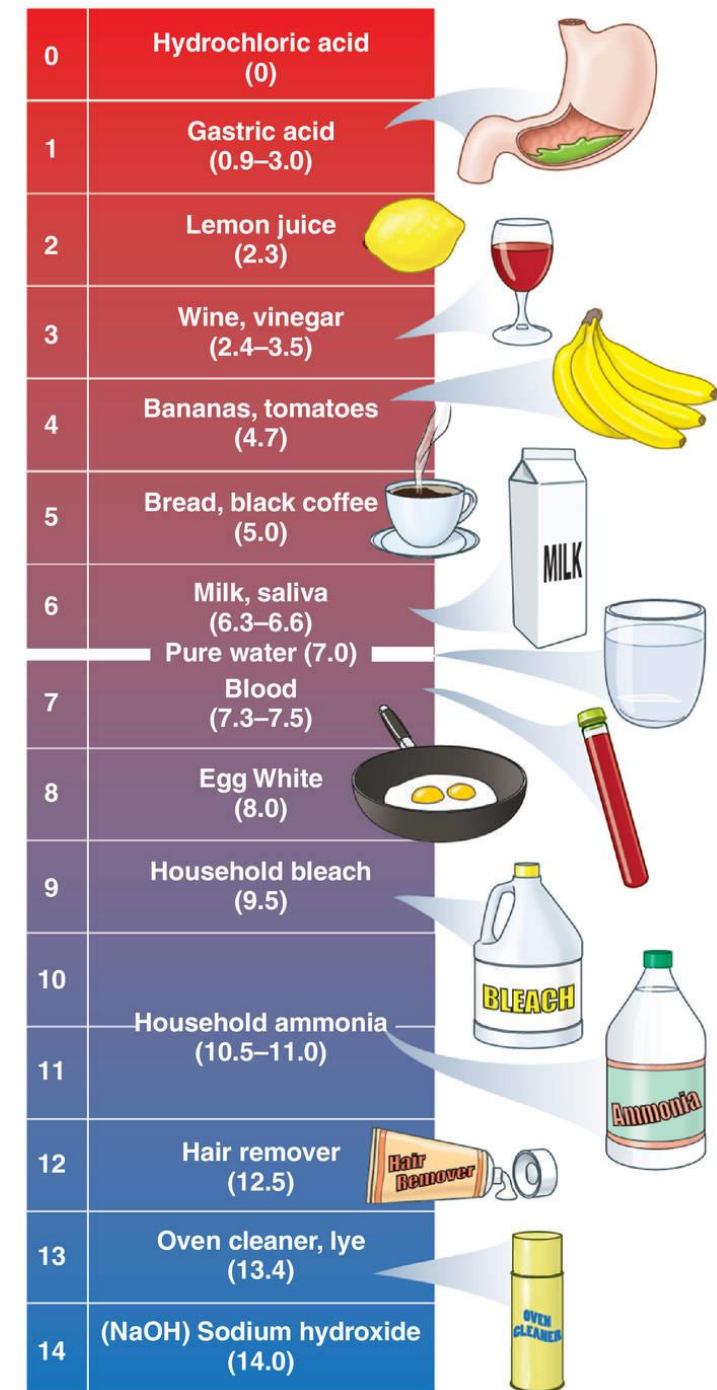 0
Hydrochloric acid
(0)
1
Gastric acid
(0.9–3.0)
2
Lemon juice
(2.3)
3
Wine, vinegar
(2.4–3.5)
4
Bananas, tomatoes
(4.7)
5
Bread, black coffee
(5.0)
MILK
6
Milk, saliva
(6.3–6.6)
Pure water (7.0)
7
Blood
(7.3–7.5)
8
Egg White
(8.0)
9
Household bleach
(9.5)
BLEACH
10
Household ammonia
(10.5–11.0)
11
Ammonia
12
Hair remover
(12.5)
Hair
Remover
13
Oven cleaner, lye
(13.4)
OVEN
CLEANER
14
(NaOH) Sodium hydroxide
(14.0)